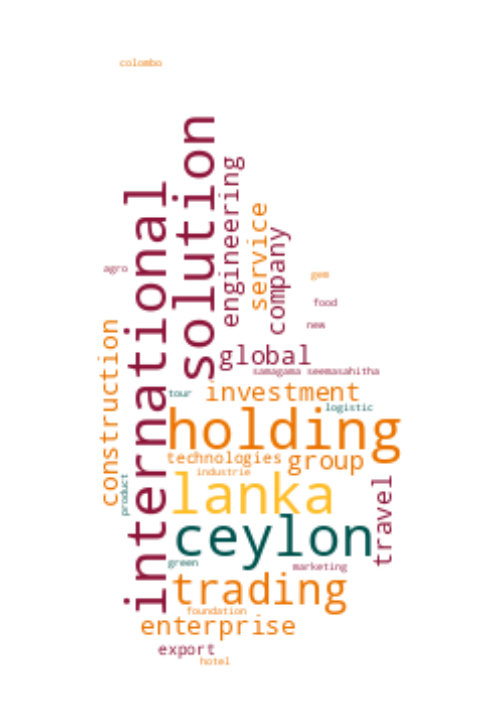 colombo
solution
engineering
international
service
company
agro
gem
food
new
construction
global
samagama seemasahitha
tour
investment
logistic
holding
technologies
group
industrie
product
lanka
travel
ceylon
green
marketing
trading
foundation
enterprise
export
hotel